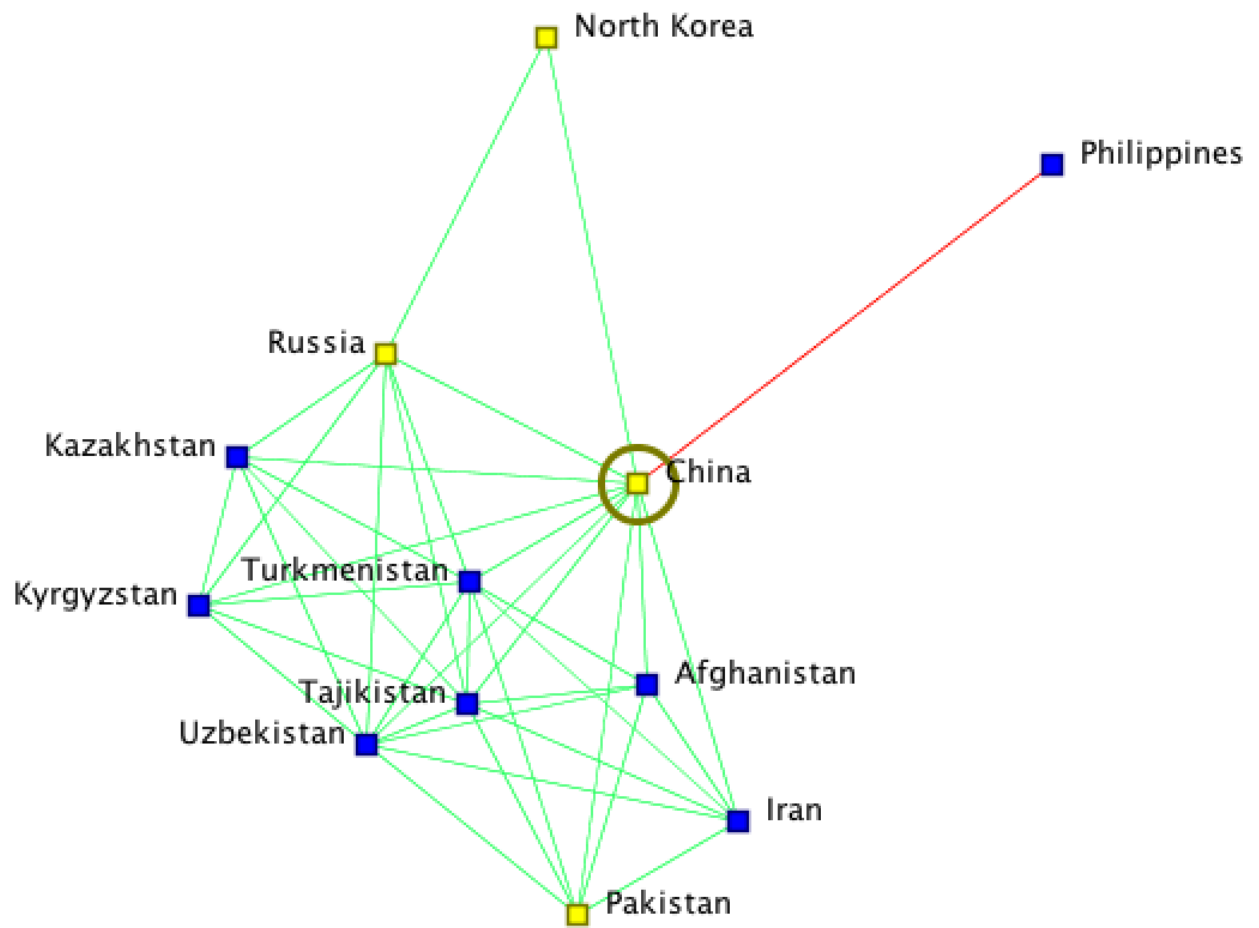 North Korea
Philippines
Russia
Kazakhstan
China
Turkmenistan
Kyrgyzstan
Afghanistan
Tajikistan
Uzbekistan
Iran
Pakistan